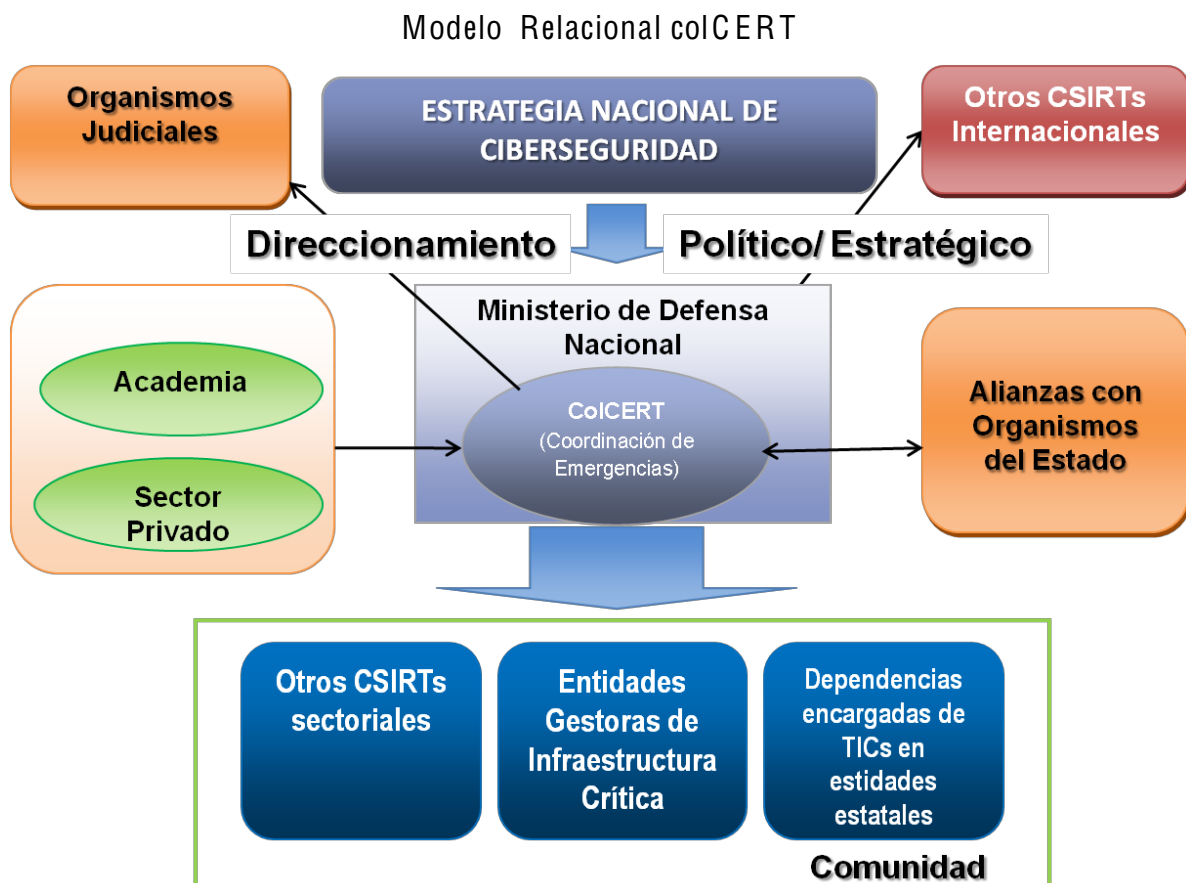 Modelo Relacional colCERT
Organismos
Judiciales
ESTRATEGIA NACIONAL DE
CIBERSEGURIDAD
Otros CSIRTs
Internacionales
Direccionamiento
Político/ Estratégico
Ministerio de Defensa
Nacional
Academia
Sector
Privado
ColCERT
(Coordinación de
Emergencias)
Alianzas con
Organismos
del Estado
Otros CSIRTs
sectoriales
Entidades
Gestoras de
Infraestructura
Crítica
Dependencias
encargadas de
TICs en
estidades
estatales
Comunidad